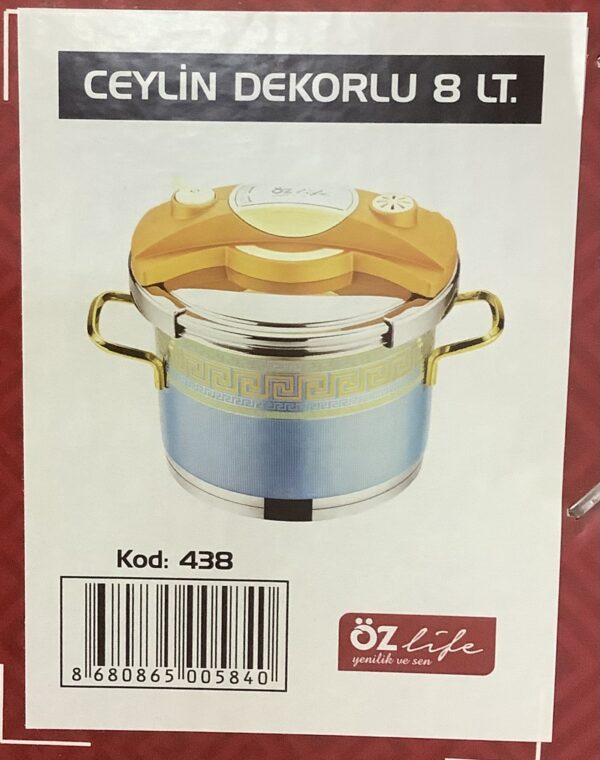 CEYLİN DEKORLU 8 LT.
ÖZ life
Kod: 438
8 680865 005840
ÖZ life
yenilik ve sen